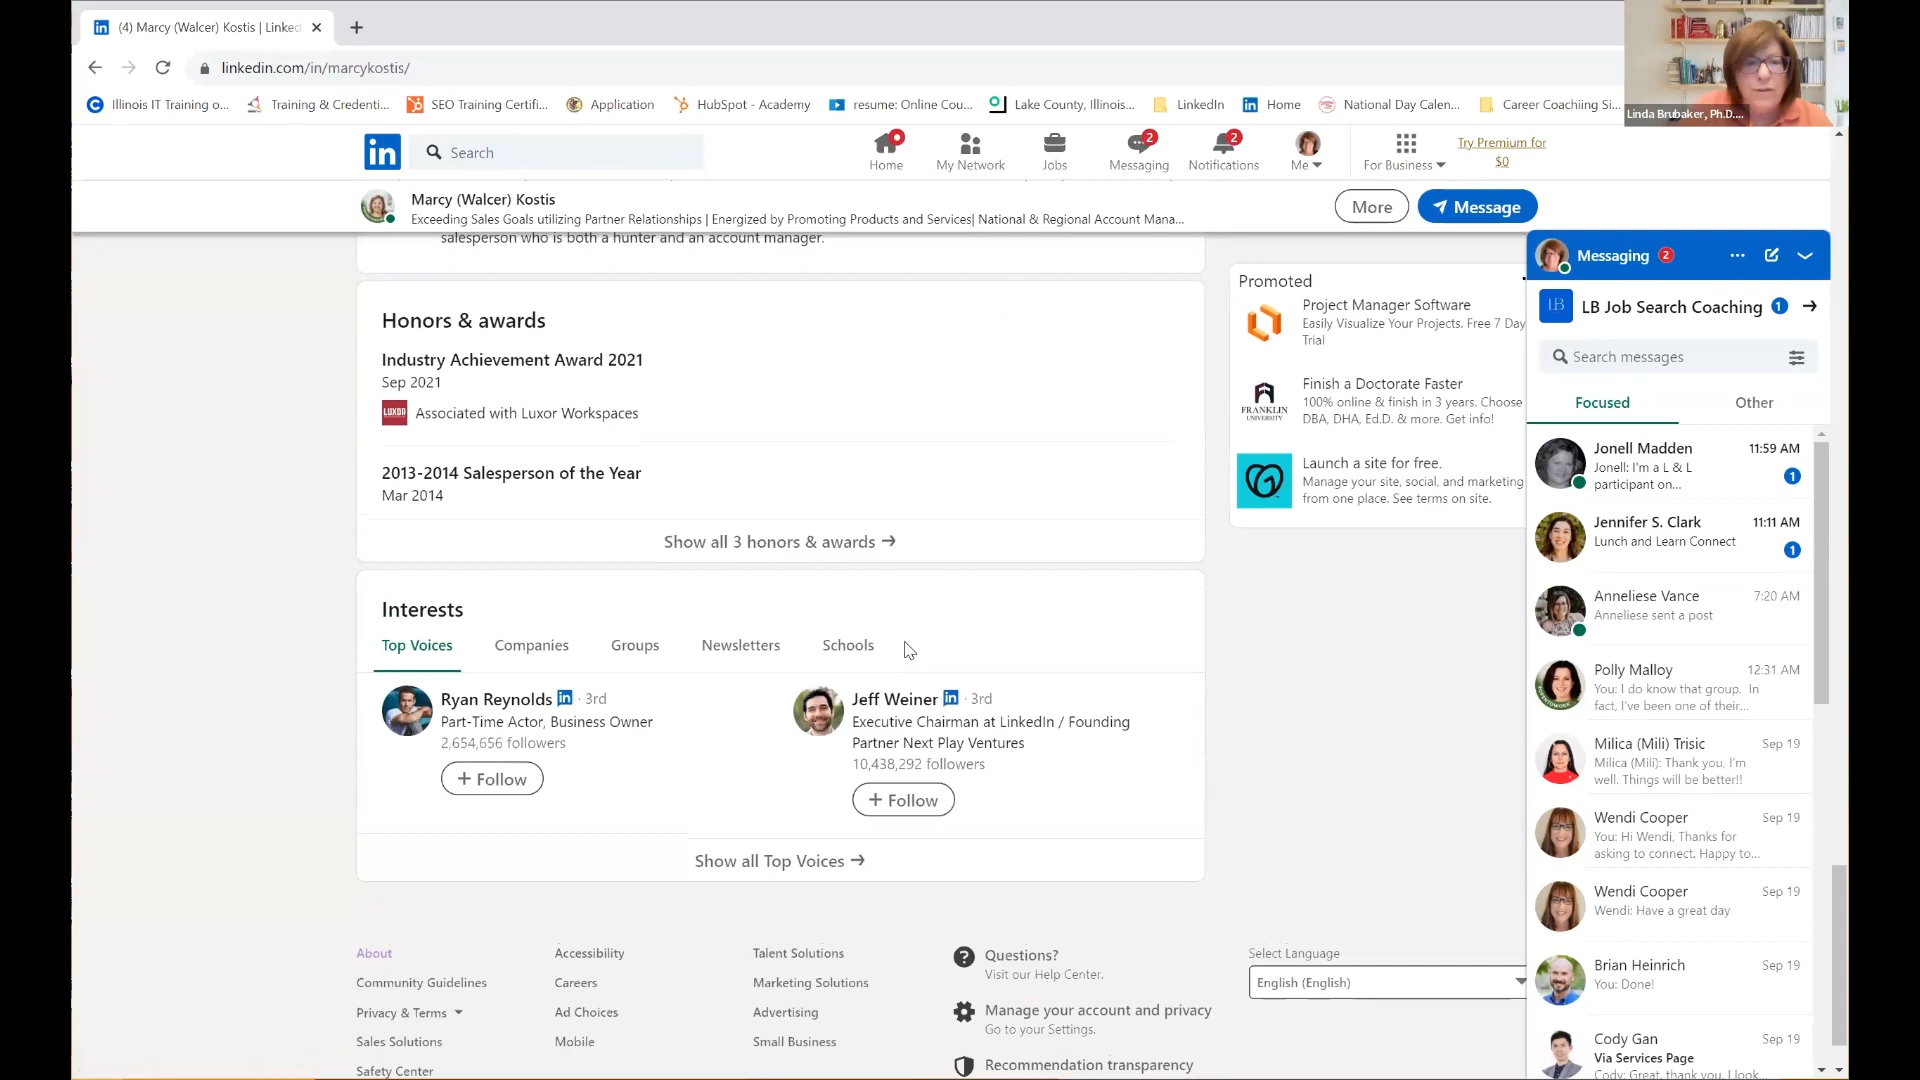 (4) Marcy (Walcer) Kostis | Linked
linkedin.com/in/marcykostis/
Illinois IT Training o...
Training & Credenti...
SEO Training Certifi...
Application
HubSpot - Academy
resume: Online Cou...
Lake County, Illinois...
LinkedIn
Home
National Day Calen...
Career Coachiing Si...
Linda Brubaker, Ph.D....
in
Search
Home
My Network
Jobs
2
Messaging
2
Notifications
Me
For Business
Try Premium for
$0
Marcy (Walcer) Kostis
Exceeding Sales Goals utilizing Partner Relationships | Energized by Promoting Products and Services| National & Regional Account Mana...
More
Message
salesperson who is both a hunter and an account manager.
Honors & awards
Industry Achievement Award 2021
Sep 2021
LUXOR
Associated with Luxor Workspaces
2013-2014 Salesperson of the Year
Mar 2014
Show all 3 honors & awards →
Interests
Top Voices
Companies
Groups
Newsletters
Schools
Ryan Reynolds in · 3rd
Part-Time Actor, Business Owner
2,654,656 followers
+ Follow
Jeff Weiner in · 3rd
Executive Chairman at LinkedIn / Founding
Partner Next Play Ventures
10,438,292 followers
+ Follow
Show all Top Voices →
Promoted
Project Manager Software
Easily Visualize Your Projects. Free 7 Day
Trial
FRANKLIN
UNIVERSITY
Finish a Doctorate Faster
100% online & finish in 3 years. Choose
DBA, DHA, Ed.D. & more. Get info!
Launch a site for free.
Manage your site, social, and marketing
from one place. See terms on site.
Messaging 2
LB
LB Job Search Coaching 1 →
Search messages
Focused
Other
Jonell Madden 11:59 AM
Jonell: I'm a L & L
participant on...
1
Jennifer S. Clark 11:11 AM
Lunch and Learn Connect
1
Anneliese Vance 7:20 AM
Anneliese sent a post
Polly Malloy 12:31 AM
You: I do know that group. In
fact, I've been one of their...
Milica (Mili) Trisic Sep 19
Milica (Mili): Thank you, I'm
well. Things will be better!!
Wendi Cooper Sep 19
You: Hi Wendi, Thanks for
asking to connect. Happy to...
Wendi Cooper Sep 19
Wendi: Have a great day
Brian Heinrich Sep 19
You: Done!
Cody Gan Sep 19
Via Services Page
Cody: Great, thank you. I look...
About
Community Guidelines
Privacy & Terms
Sales Solutions
Safety Center
Accessibility
Careers
Ad Choices
Mobile
Talent Solutions
Marketing Solutions
Advertising
Small Business
Questions?
Visit our Help Center.
Manage your account and privacy
Go to your Settings.
Recommendation transparency
Select Language
English (English)